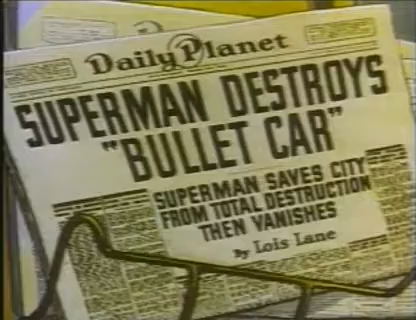 Daily Planet
SUPERMAN DESTROYS
"BULLET CAR"
SUPERMAN SAVES CITY
FROM TOTAL DESTRUCTION
THEN VANISHES
By Lois Lane